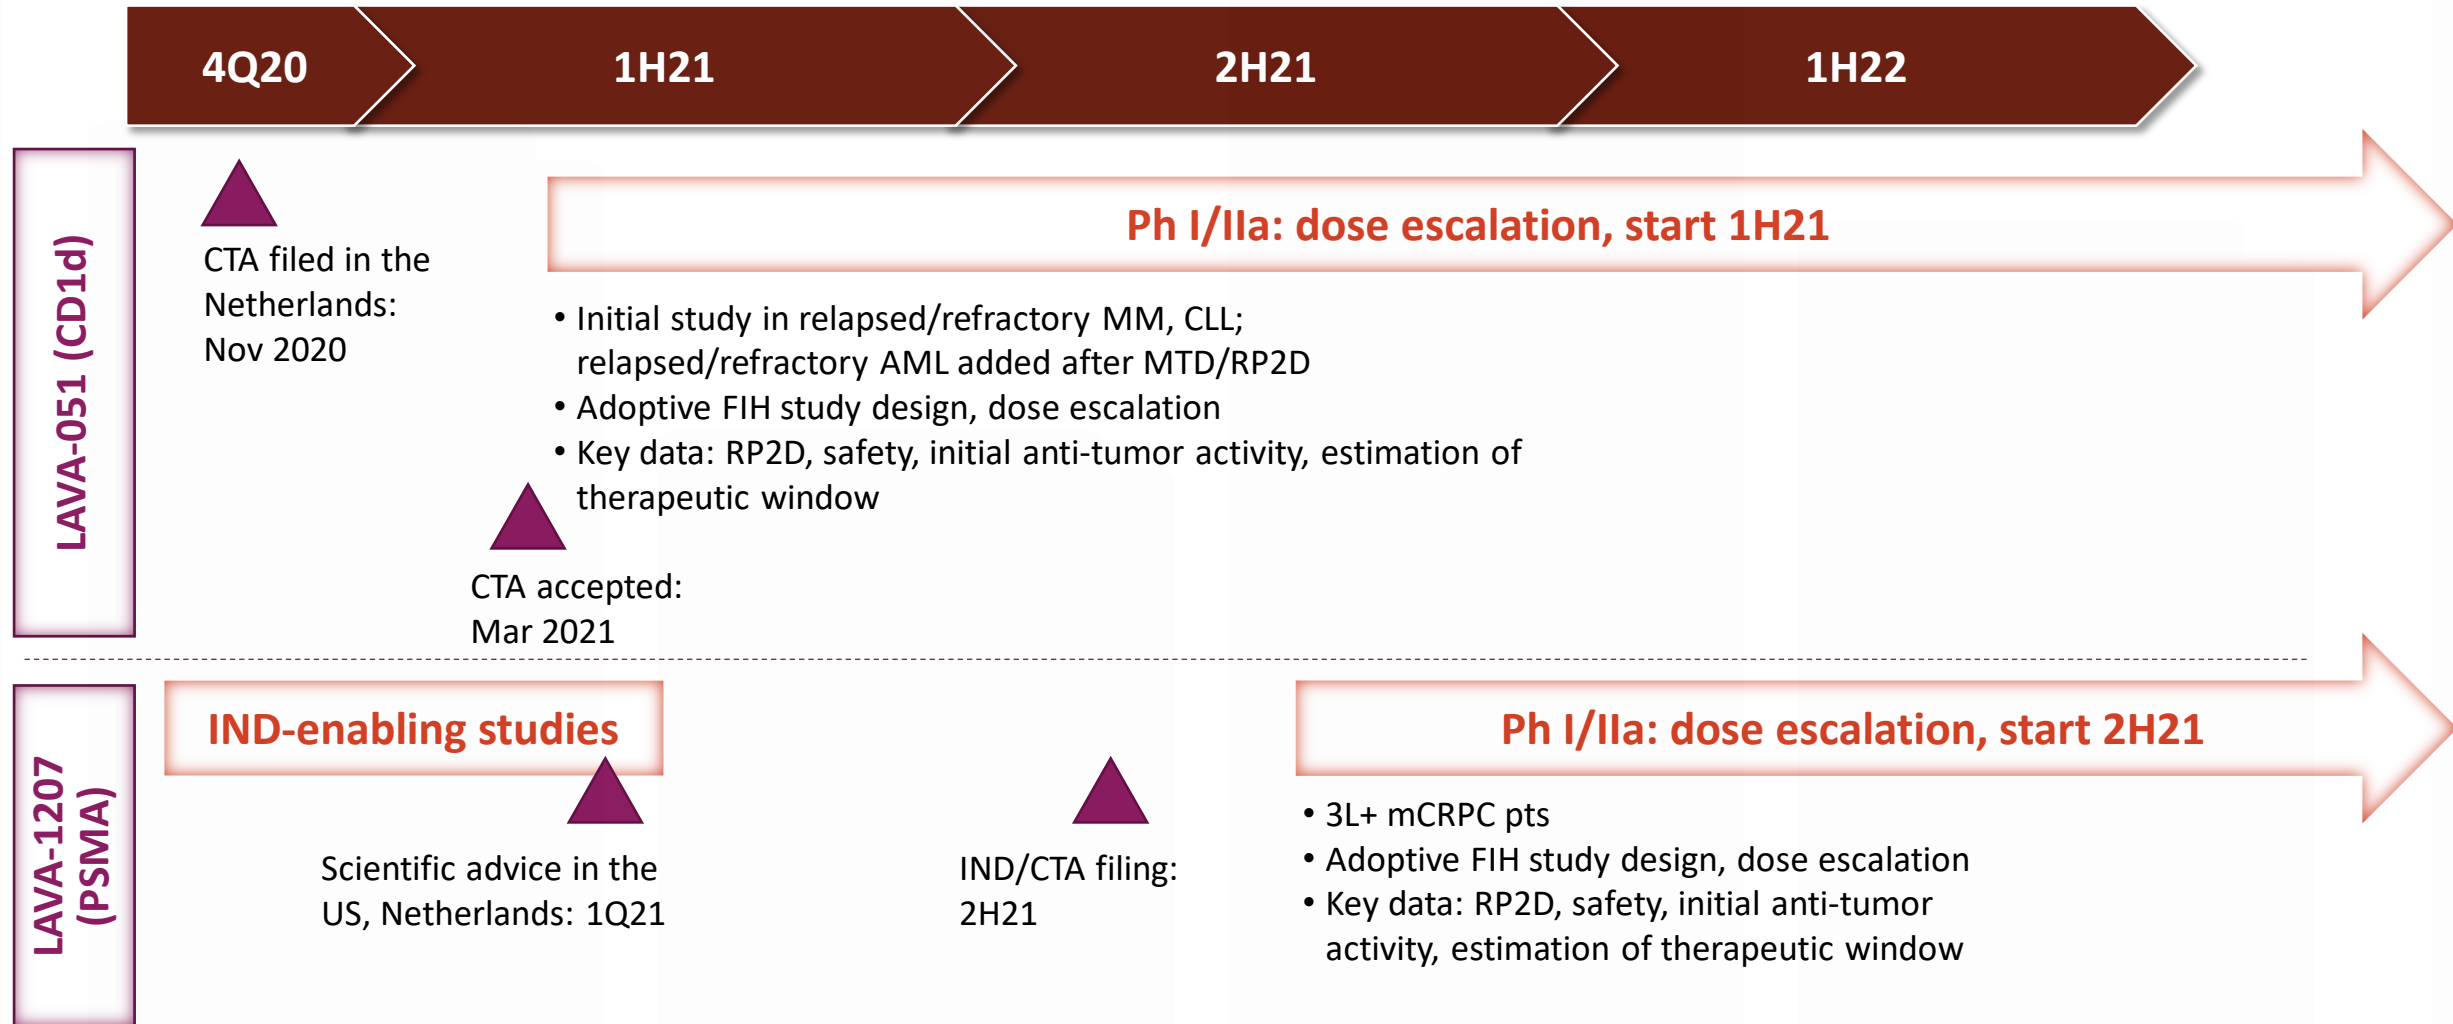 4Q20
1H21
2H21
1H22
LAVA-051 (CD1d)
CTA filed in the
Netherlands:
Nov 2020
Ph I/IIa: dose escalation, start 1H21
• Initial study in relapsed/refractory MM, CLL;
relapsed/refractory AML added after MTD/RP2D
• Adoptive FIH study design, dose escalation
• Key data: RP2D, safety, initial anti-tumor activity, estimation of
therapeutic window
CTA accepted:
Mar 2021
LAVA-1207
(PSMA)
IND-enabling studies
Scientific advice in the
US, Netherlands: 1Q21
IND/CTA filing:
2H21
Ph I/IIa: dose escalation, start 2H21
• 3L+ mCRPC pts
• Adoptive FIH study design, dose escalation
• Key data: RP2D, safety, initial anti-tumor
activity, estimation of therapeutic window